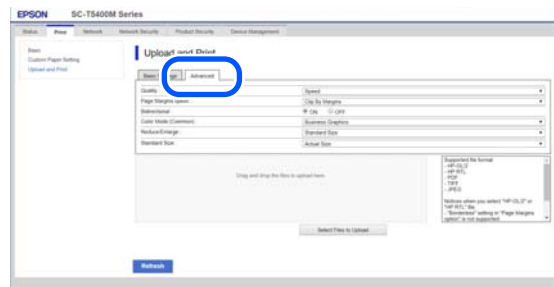 EPSON SC-T5400M Series
Status Print Network Network Security Product Security Device Management
Basic
Custom Paper Setting
Upload and Print
Upload and Print
Basic
Advanced
Quality Speed
Page Margins option Clip By Margins
Bidirectional ON OFF
Color Mode (Common) Business Graphics
Reduce/Enlarge Standard Size
Standard Size Actual Size
Drag and drop the files to upload here.
Supported file format
- HP-GL/2
- HP RTL
- PDF
- TIFF
- JPEG
Notices when you select "HP-GL/2" or
"HP RTL" file.
- "Borderless" setting in "Page Margins
option" is not supported.
Select Files to Upload
Refresh